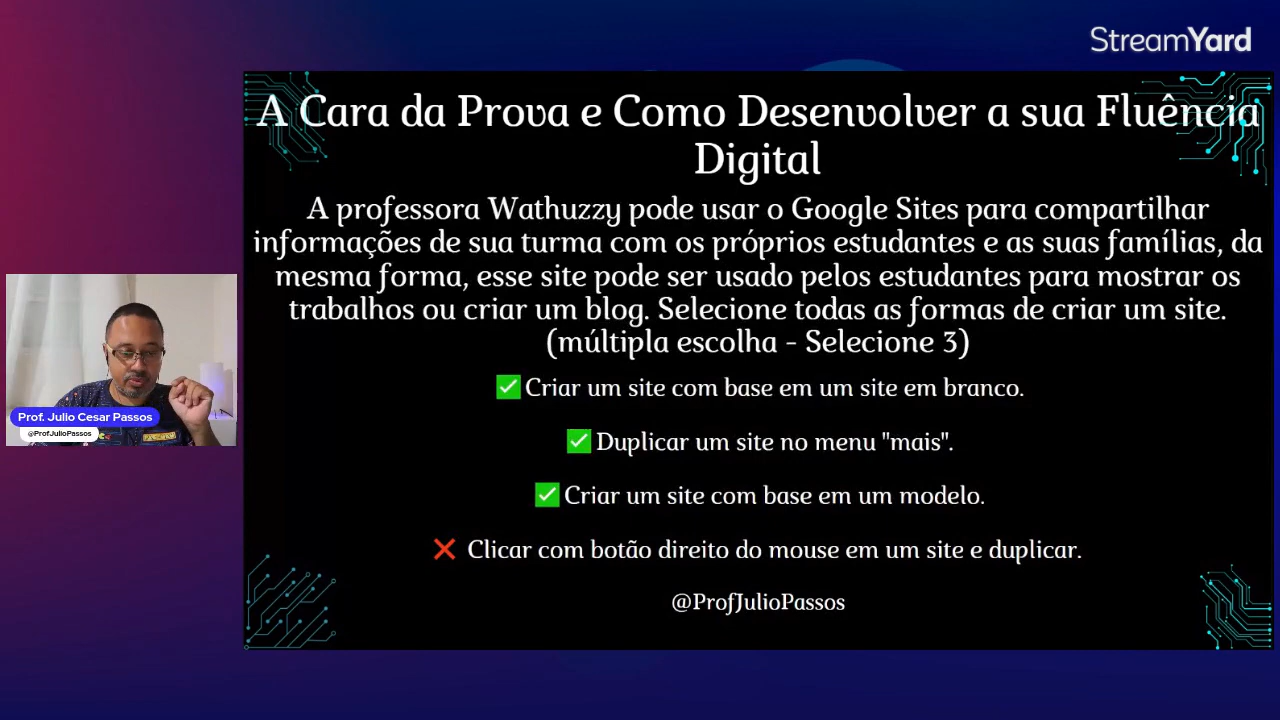 StreamYard
A Cara da Prova e Como Desenvolver a sua Fluência
Digital
A professora Wathuzzy pode usar o Google Sites para compartilhar
informações de sua turma com os próprios estudantes e as suas famílias, da
mesma forma, esse site pode ser usado pelos estudantes para mostrar os
trabalhos ou criar um blog. Selecione todas as formas de criar um site.
(múltipla escolha - Selecione 3)
✅ Criar um site com base em um site em branco.
✅ Duplicar um site no menu "mais".
✅ Criar um site com base em um modelo.
❌ Clicar com botão direito do mouse em um site e duplicar.
@ProfJulioPassos
Prof. Julio Cesar Passos
@ProfJulioPassos